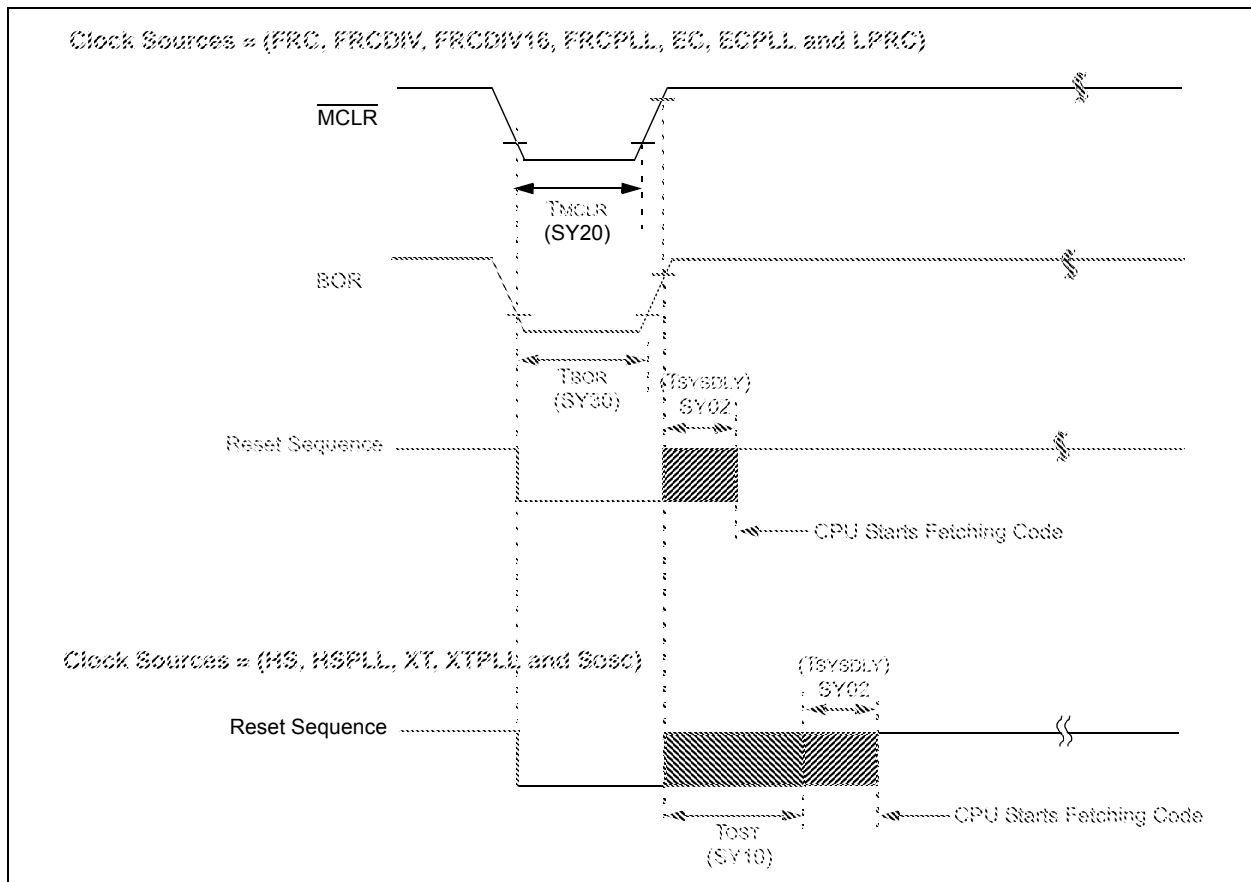 Clock Sources = (FRC, FRCDIV, FRCDIV16, FRCPLL, EC, ECPLL and LPRC)
MCLR
TMCLR
(SY20)
BOR
TBOR
(SY30)
(TSYSDLY)
SY02
Reset Sequence
CPU Starts Fetching Code
Clock Sources = (HS, HSPLL, XT, XTPLL and SOSC)
(TSYSDLY)
SY02
Reset Sequence
CPU Starts Fetching Code
TOST
(SY10)